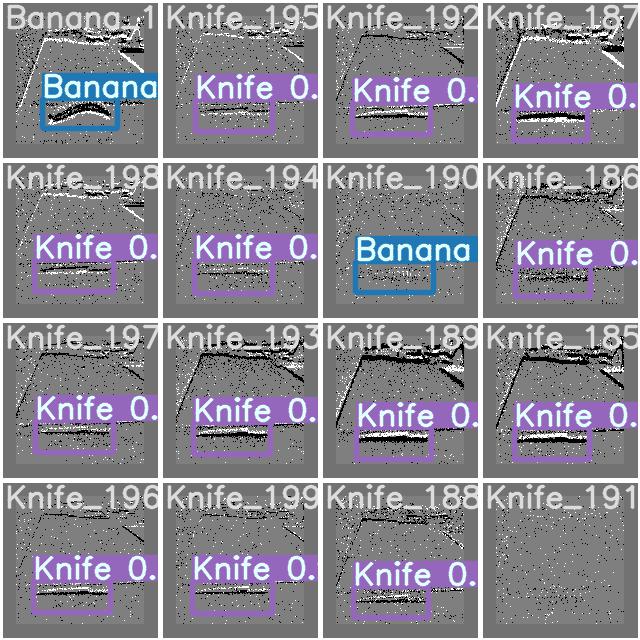 Banana_1
Knife_195
Knife_192
Knife_187
Banana
Knife 0.
Knife 0.
Knife 0.
Knife_198
Knife_194
Knife_190
Knife_186
Knife 0.
Knife 0.
Banana
Knife 0.
Knife_197
Knife_193
Knife_189
Knife_185
Knife 0.
Knife 0.
Knife 0.
Knife 0.
Knife_196
Knife_199
Knife_188
Knife_191
Knife 0.
Knife 0.
Knife 0.